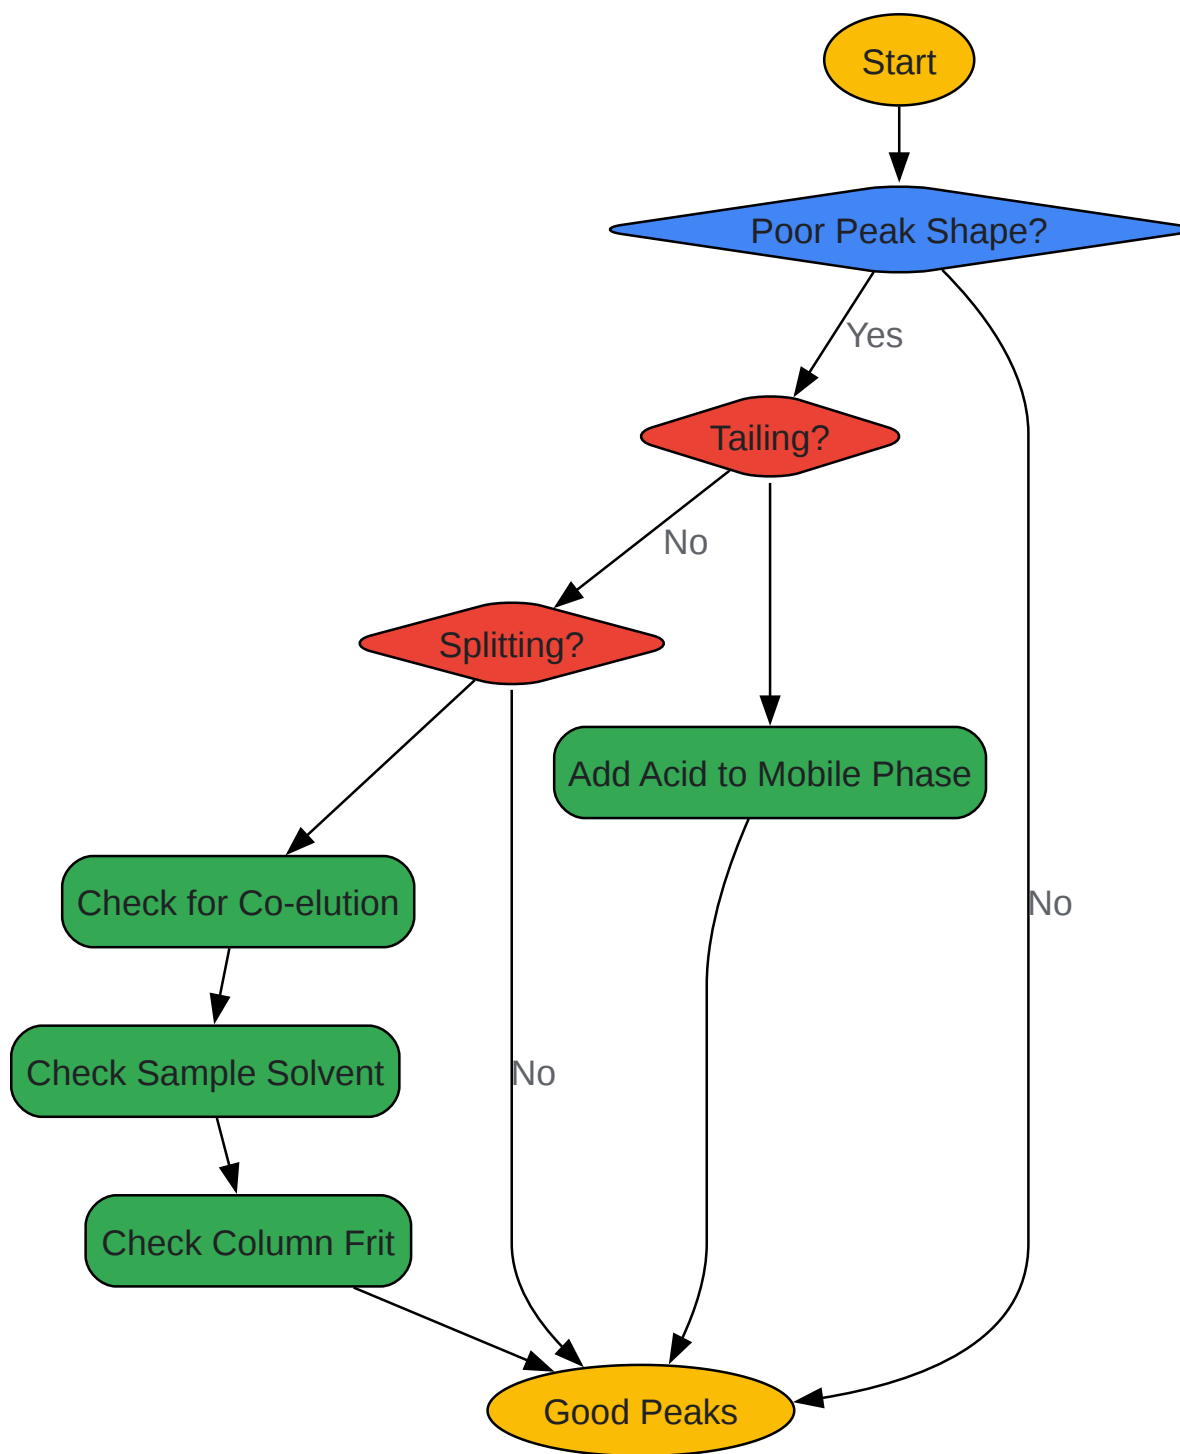 Start
Poor Peak Shape?
Yes
Tailing?
No
Splitting?
Add Acid to Mobile Phase
Check for Co-elution
No
Check Sample Solvent
No
Check Column Frit
Good Peaks